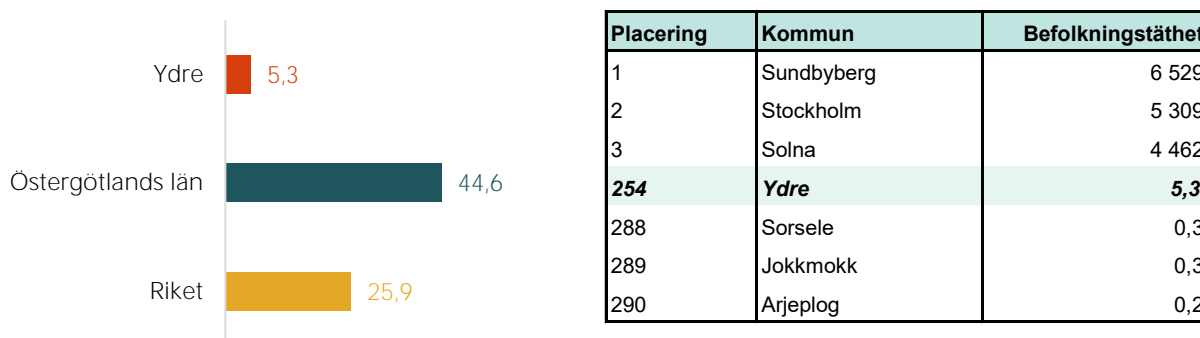 Ydre 5,3
Östergötlands län 44,6
Riket 25,9
Placering Kommun Befolkningstäthet
1 Sundbyberg 6 529
2 Stockholm 5 309
3 Solna 4 462
254 Ydre 5,3
288 Sorsele 0,3
289 Jokkmokk 0,3
290 Arjeplog 0,2